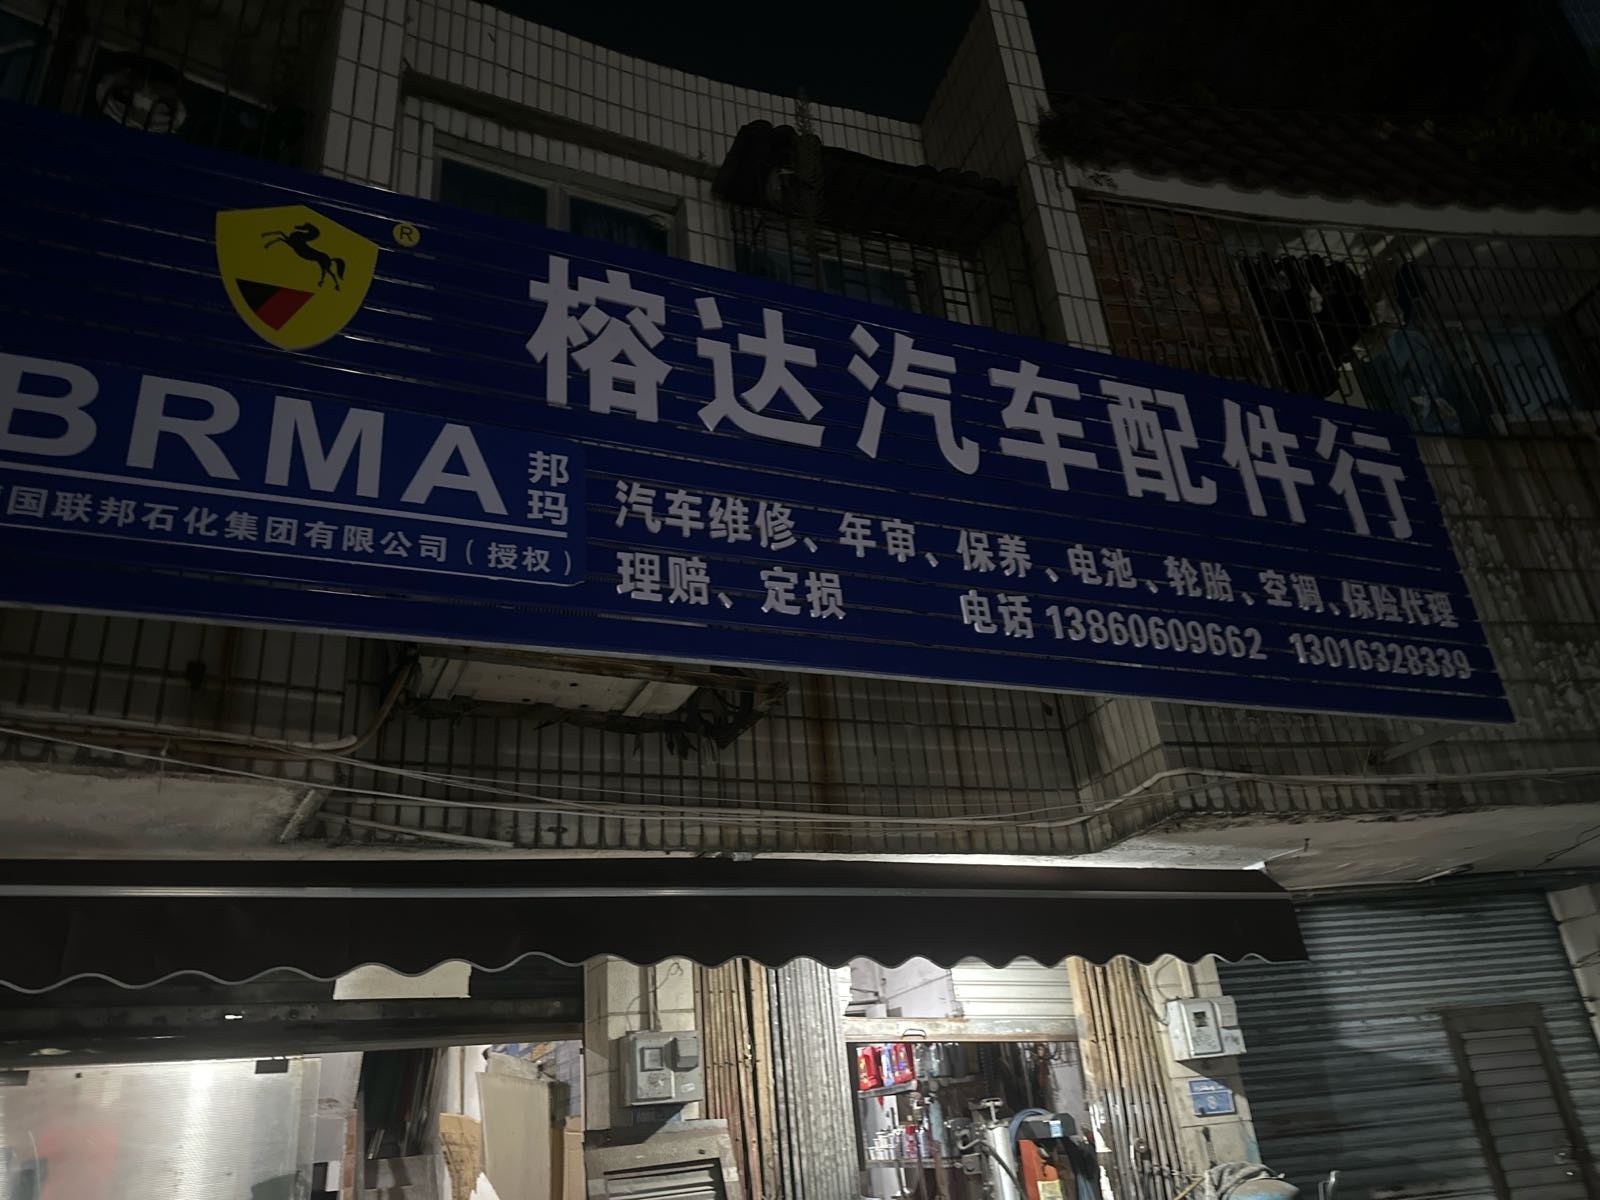 ®
榕达汽车配件行
BRMA
邦玛
国联邦石化集团有限公司（授权）
汽车维修、年审、保养、电池、轮胎、空调、保险代理
理赔、定损
电话 13860609662 13016328339
8